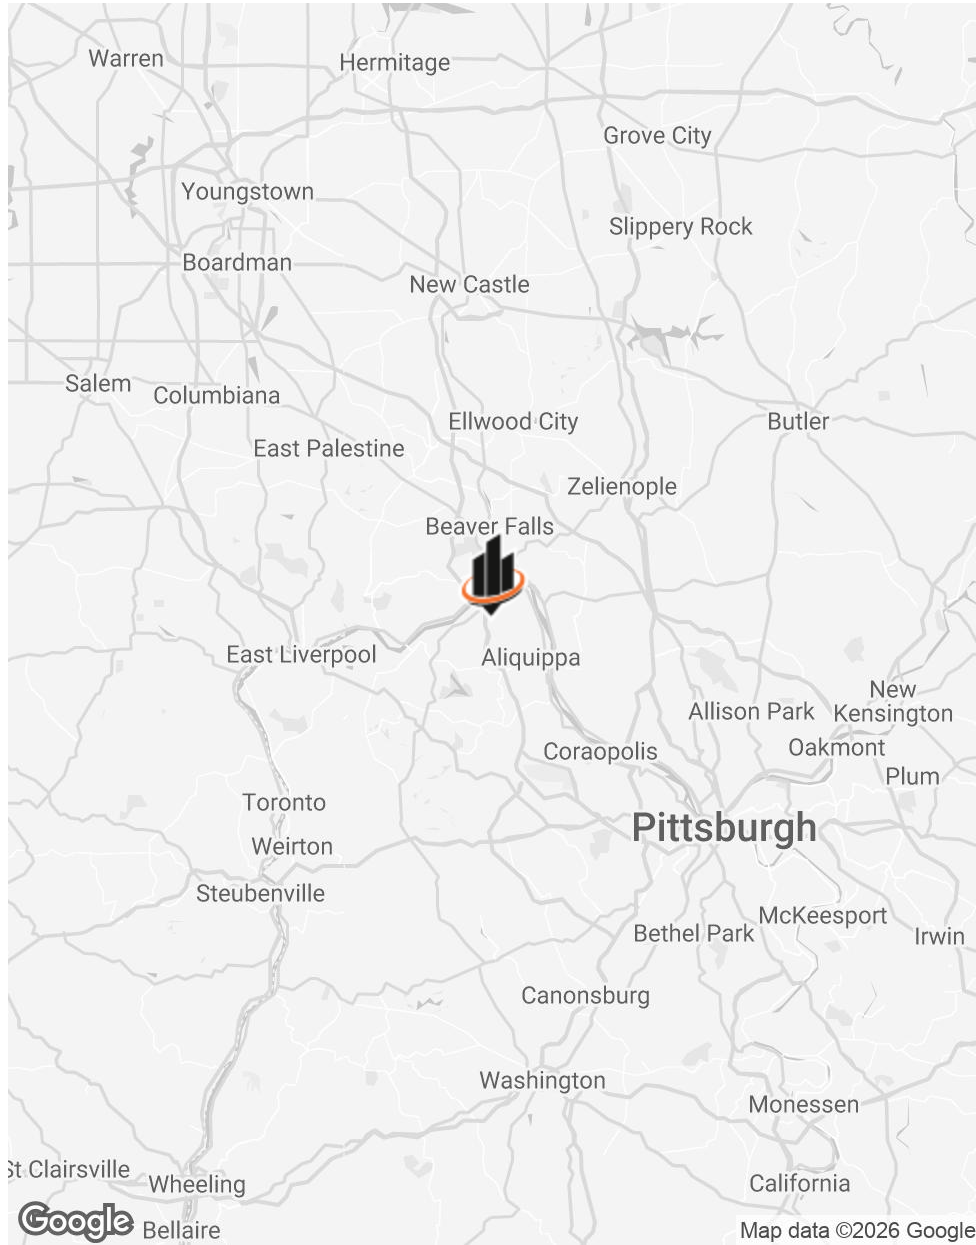 Warren
Hermitage
Grove City
Youngstown
Slippery Rock
Boardman
New Castle
Salem
Columbiana
Ellwood City
Butler
East Palestine
Zelienople
Beaver Falls
East Liverpool
Aliquippa
New
Kensington
Allison Park
Oakmont
Coraopolis
Plum
Toronto
Pittsburgh
Weirton
Steubenville
McKeesport
Bethel Park
Irwin
Canonsburg
Washington
Monessen
St Clairsville
Wheeling
California
Google
Bellaire
Map data ©2026 Google